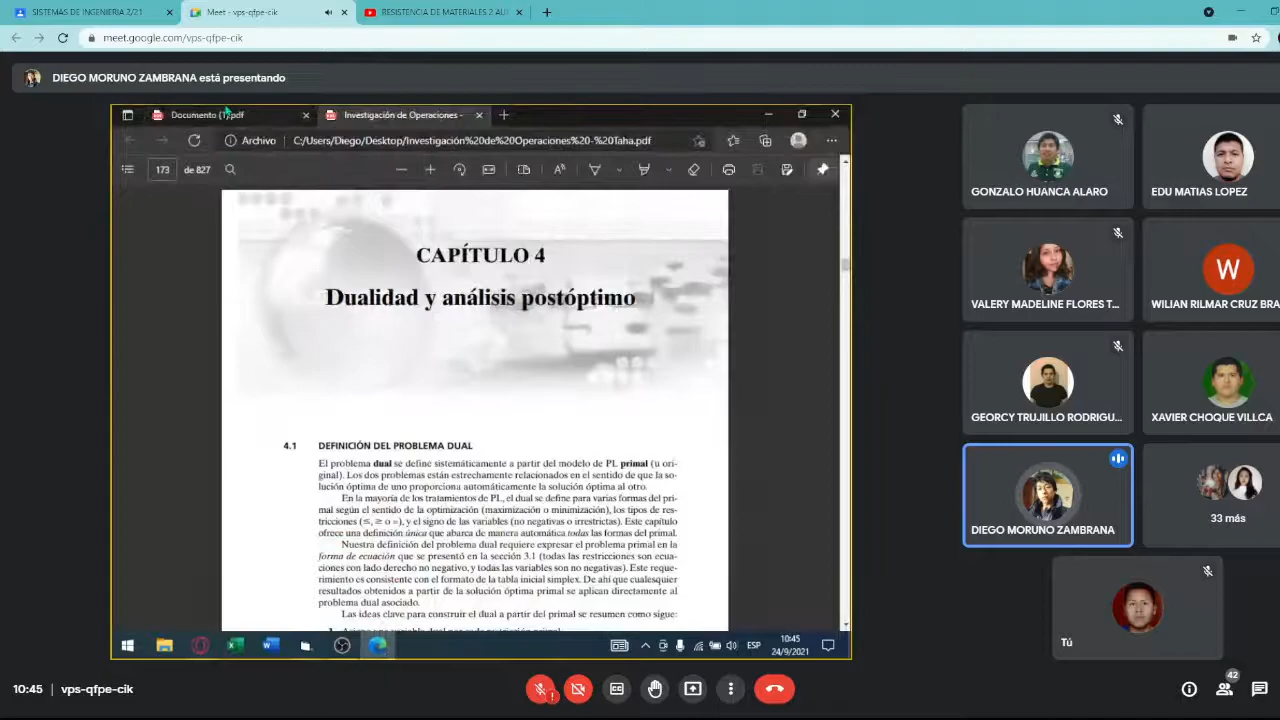 SISTEMAS DE INGENIERIA 2/21
Meet - vps-qfpe-cik
RESISTENCIA DE MATERIALES 2 AUX
meet.google.com/vps-qfpe-cik
DIEGO MORUNO ZAMBRANA está presentando
Documento (1).pdf
Investigación de Operaciones -
Archivo
C:/Users/Diego/Desktop/Investigación%20de%20Operaciones%20-%20Taha.pdf
173 de 827
CAPÍTULO 4
Dualidad y análisis postóptimo
4.1 DEFINICIÓN DEL PROBLEMA DUAL
El problema dual se define sistemáticamente a partir del modelo de PL primal (u ori-
ginal). Los dos problemas están estrechamente relacionados en el sentido de que la so-
lución óptima de uno proporciona automáticamente la solución óptima al otro.
En la mayoría de los tratamientos de PL, el dual se define para varias formas del pri-
mal según el sentido de la optimización (maximización o minimización), los tipos de res-
tricciones (≤, ≥ o =), y el signo de las variables (no negativas o irrestrictas). Este capítulo
ofrece una definición única que abarca de manera automática todas las formas del primal.
Nuestra definición del problema dual requiere expresar el problema primal en la
forma de ecuación que se presentó en la sección 3.1 (todas las restricciones son ecua-
ciones con lado derecho no negativo, y todas las variables son no negativas). Este reque-
rimiento es consistente con el formato de la tabla inicial simplex. De ahí que cualesquier
resultados obtenidos a partir de la solución óptima primal se aplican directamente al
problema dual asociado.
Las ideas clave para construir el dual a partir del primal se resumen como sigue:
ESP
10:45
24/9/2021
GONZALO HUANCA ALARO
EDU MATIAS LOPEZ
VALERY MADELINE FLORES T...
W
WILIAN RILMAR CRUZ BRA
GEORCY TRUJILLO RODRIGU...
XAVIER CHOQUE VILLCA
DIEGO MORUNO ZAMBRANA
33 más
Tú
10:45
vps-qfpe-cik
42